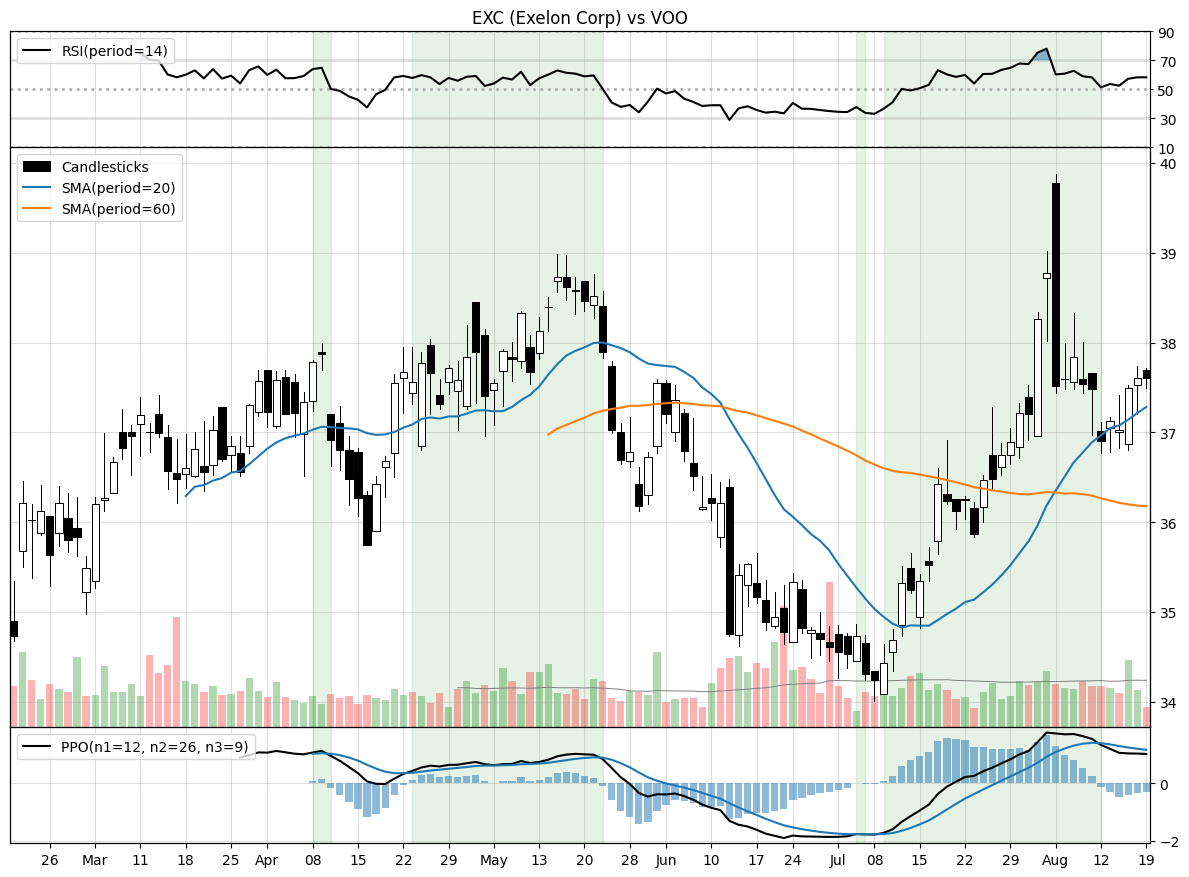 EXC (Exelon Corp) vs VOO
RSI(period=14)
90
70
50
30
10
Candlesticks
SMA(period=20)
SMA(period=60)
40
39
38
37
36
35
34
PPO(n1=12, n2=26, n3=9)
0
−2
26 Mar 11 18 25 Apr 08 15 22 29 May 13 20 28 Jun 10 17 24 Jul 08 15 22 29 Aug 12 19